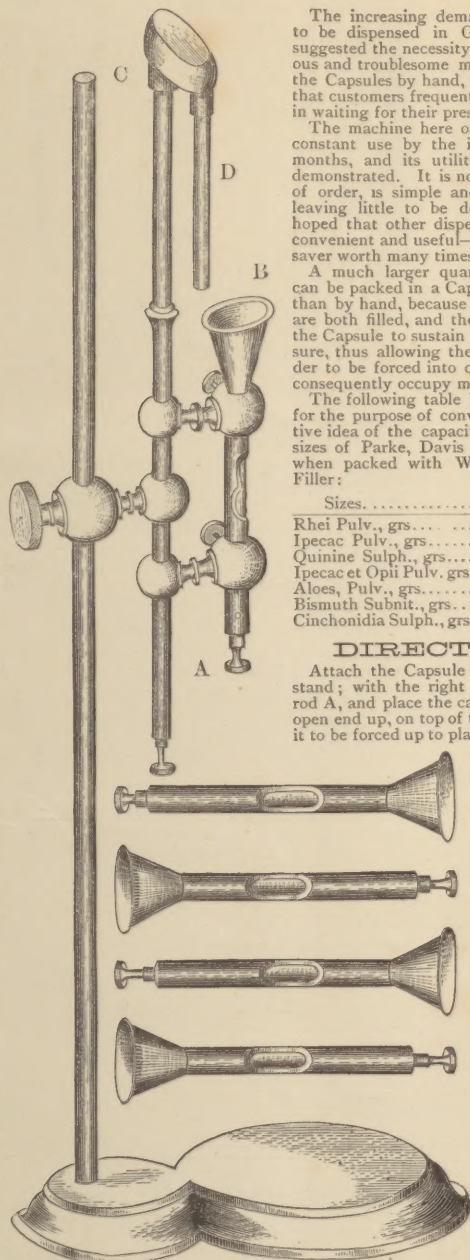 The increasing dema
to be dispensed in G
suggested the necessity
ous and troublesome m
the Capsules by hand,
that customers frequent
in waiting for their pres
The machine here o
constant use by the i
months, and its utilit
demonstrated. It is no
of order, is simple an
leaving little to be d
hoped that other dispe
convenient and useful—
saver worth many times
A much larger quar
can be packed in a Cap
than by hand, because
are both filled, and the
the Capsule to sustain
sure, thus allowing the
der to be forced into c
consequently occupy m
The following table
for the purpose of conv
tive idea of the capaci
sizes of Parke, Davis
when packed with W
Filler:
Sizes. ............
Rhei Pulv., grs... ...
Ipecac Pulv., grs......
Quinine Sulph., grs....
Ipecac et Opii Pulv. grs
Aloes, Pulv., grs......
Bismuth Subnit., grs...
Cinchonidia Sulph., grs
DIRECT
Attach the Capsule
stand; with the right
rod A, and place the ca
open end up, on top of t
it to be forced up to pla
C
D
B
A